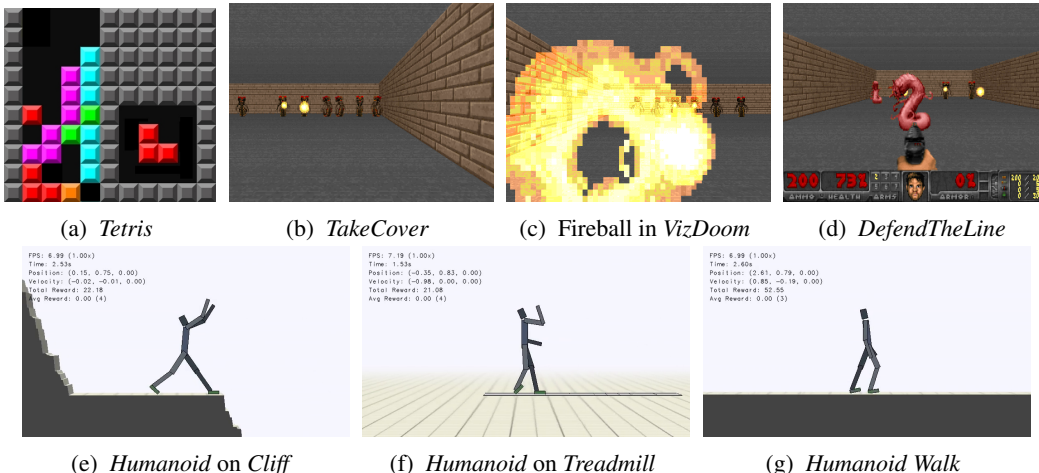 200 73% 0%
AMMO HEALTH ARMS ARMOR
(a) Tetris (b) TakeCover (c) Fireball in VizDoom (d) DefendTheLine
FPS: 6.99 (1.00x)
Time: 2.53s
Position: (0.15, 0.75, 0.00)
Velocity: (-0.02, -0.01, 0.00)
Total Reward: 22.18
Avg Reward: 0.00 (4)
FPS: 7.19 (1.00x)
Time: 1.53s
Position: (-0.35, 0.83, 0.00)
Velocity: (-0.98, 0.00, 0.00)
Total Reward: 21.08
Avg Reward: 0.00 (4)
FPS: 6.99 (1.00x)
Time: 2.60s
Position: (2.61, 0.79, 0.00)
Velocity: (0.85, -0.19, 0.00)
Total Reward: 52.55
Avg Reward: 0.00 (3)
(e) Humanoid on Cliff (f) Humanoid on Treadmill (g) Humanoid Walk